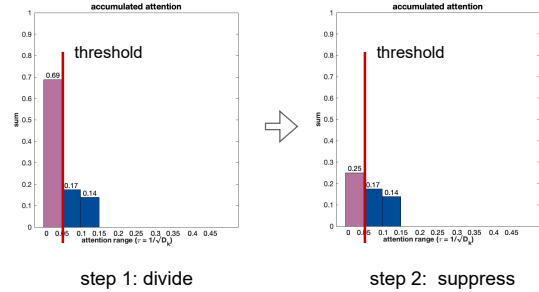 accumulated attention
1
0.9
0.8
0.7
0.6
0.5
0.4
0.3
0.2
0.1
0
sum
threshold
0.69
0.17
0.14
0 0.05 0.1 0.15 0.2 0.25 0.3 0.35 0.4 0.45
attention range (τ = 1/√Dk)
step 1: divide
accumulated attention
1
0.9
0.8
0.7
0.6
0.5
0.4
0.3
0.2
0.1
0
sum
threshold
0.25
0.17
0.14
0 0.05 0.1 0.15 0.2 0.25 0.3 0.35 0.4 0.45
attention range (τ = 1/√Dk)
step 2: suppress